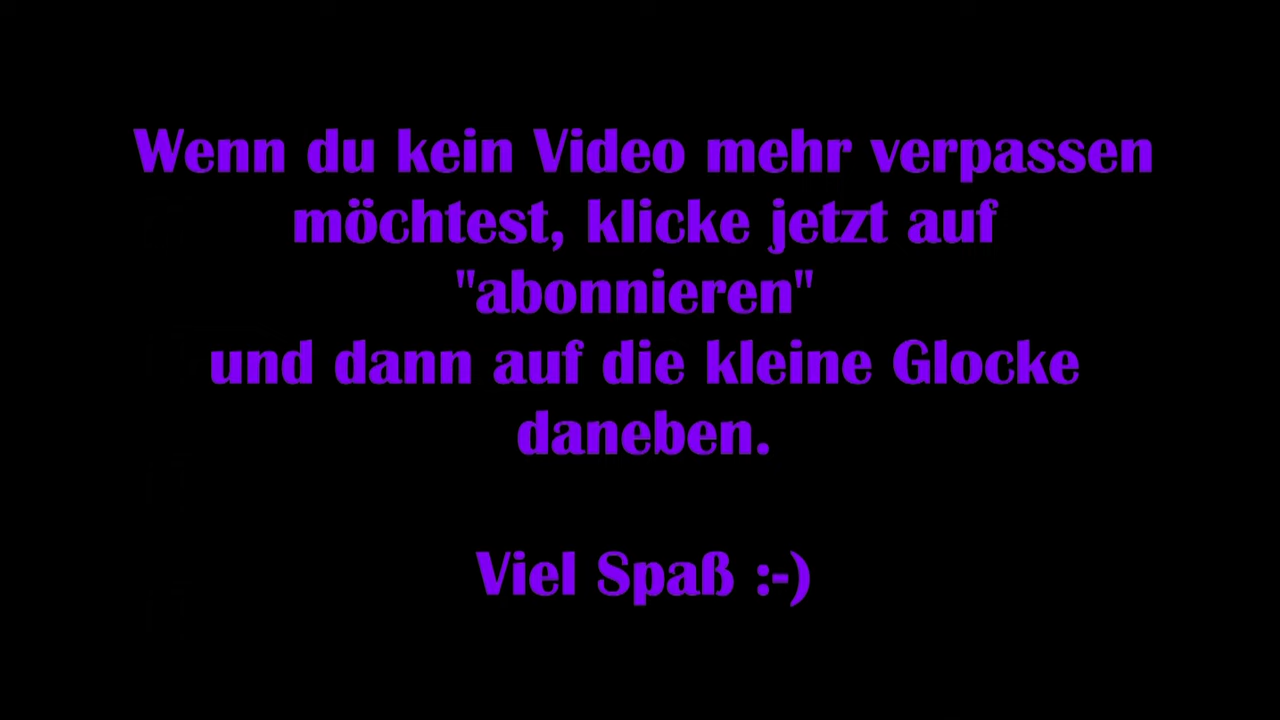 Wenn du kein Video mehr verpassen
möchtest, klicke jetzt auf
"abonnieren"
und dann auf die kleine Glocke
daneben.
Viel Spaß :-)